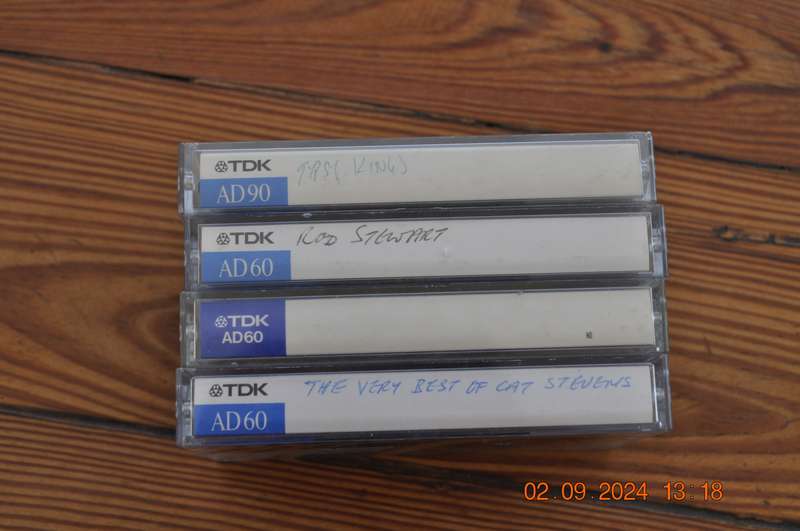 TDK
AD90
TDK
AD60
ROD STEWART
TDK
AD60
TDK
AD60
THE VERY BEST OF CAT STEVENS
02.09.2024 13:18